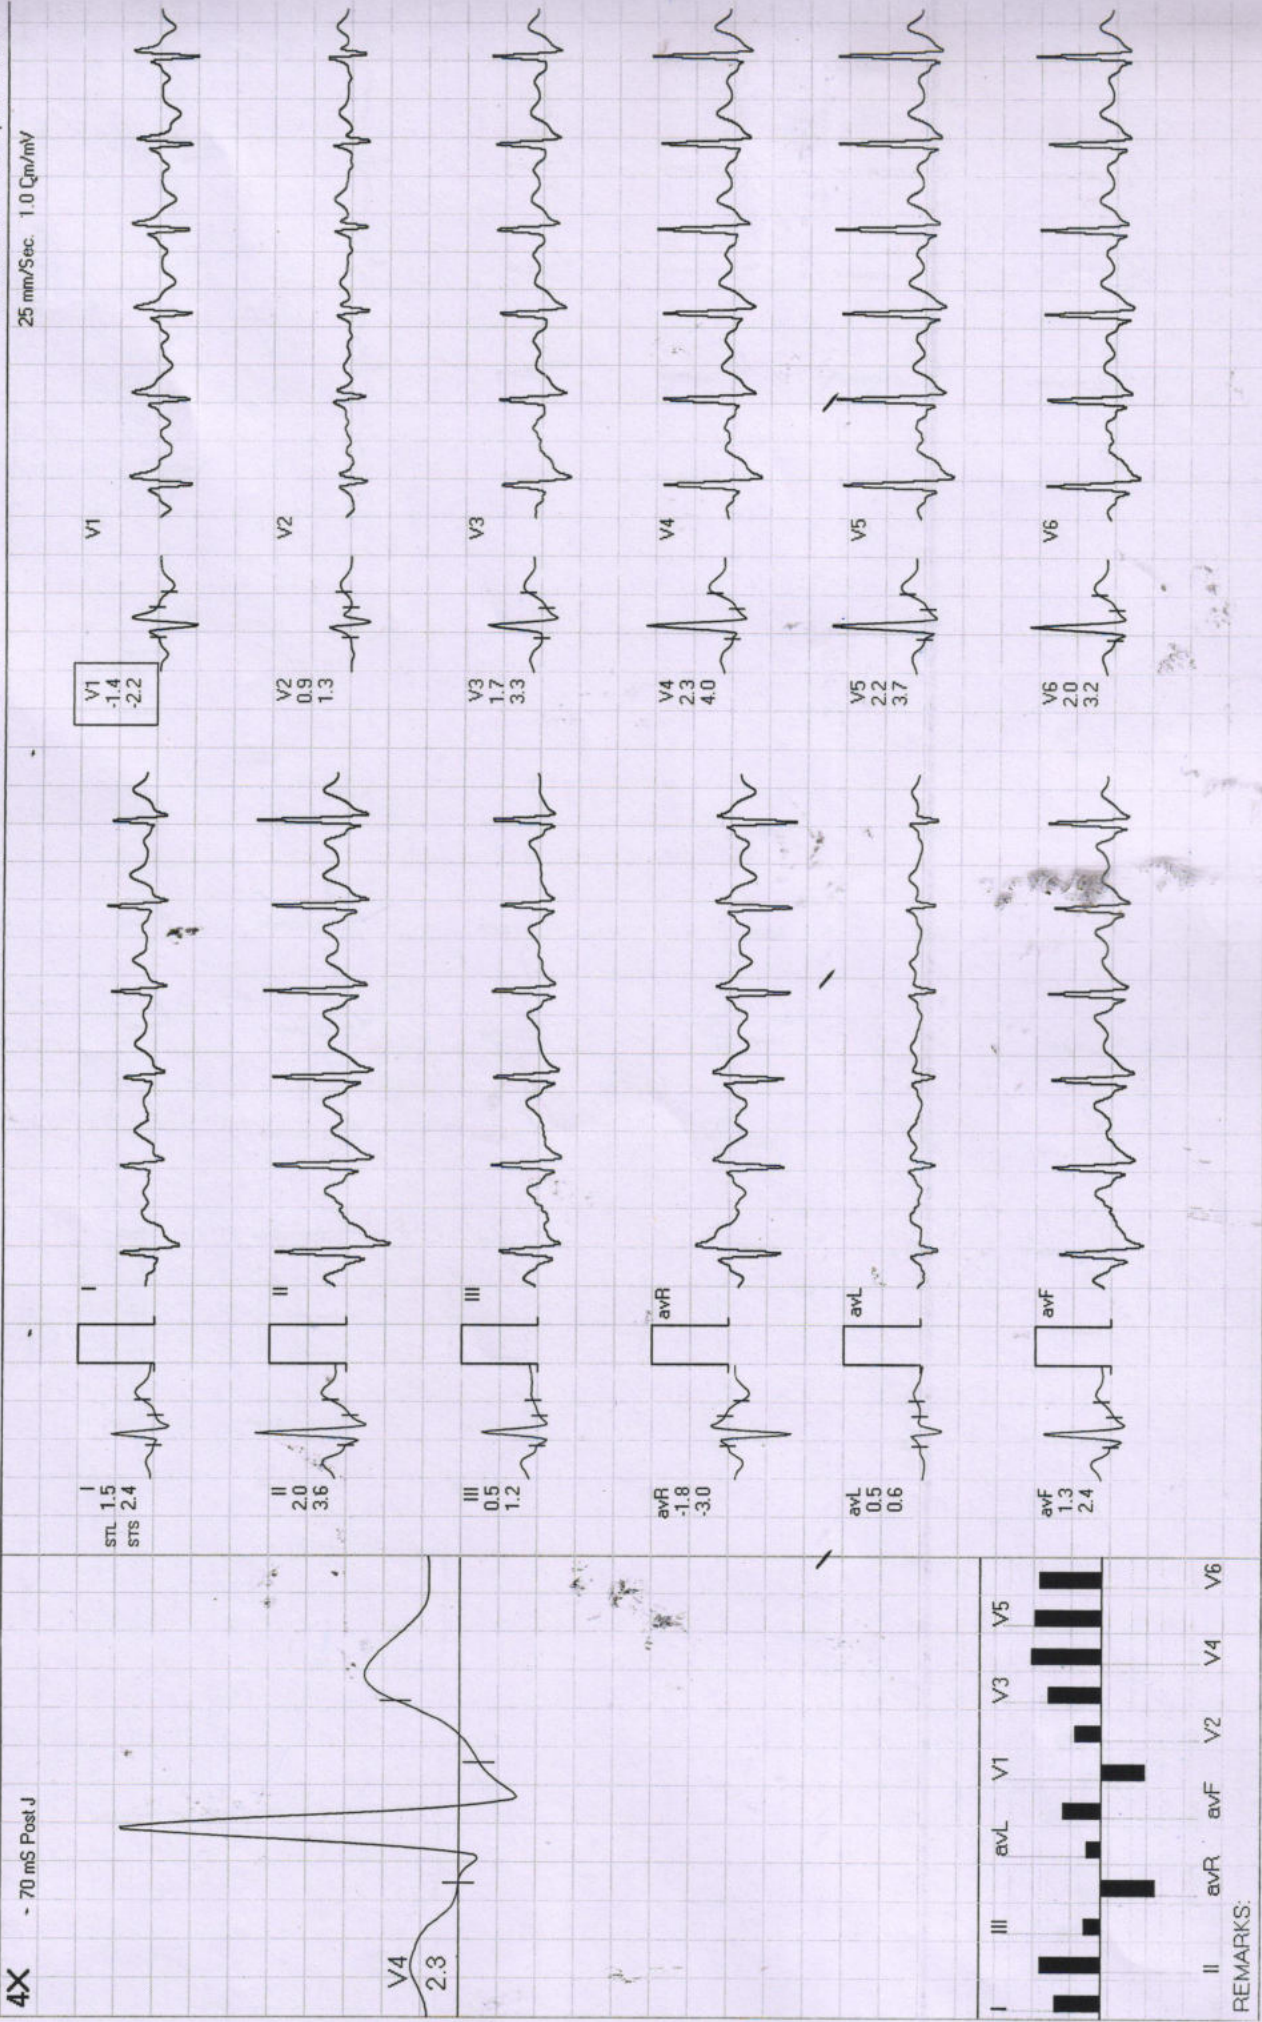 4X
~ 70 mS Post J
25 mm/Sec. 1.0 Cm/mV
V4
2.3
I
STL 1.5
STS 2.4
I
V1
-1.4
-2.2
V1
II
2.0
3.6
II
V2
0.9
1.3
V2
III
0.5
1.2
III
V3
1.7
3.3
V3
avR
-1.8
-3.0
avR
V4
2.3
4.0
V4
avL
0.5
0.6
avL
V5
2.2
3.7
V5
avF
1.3
2.4
avF
V6
2.0
3.2
V6
I III avL V1 V3 V5
II avR avF V2 V4 V6
REMARKS: